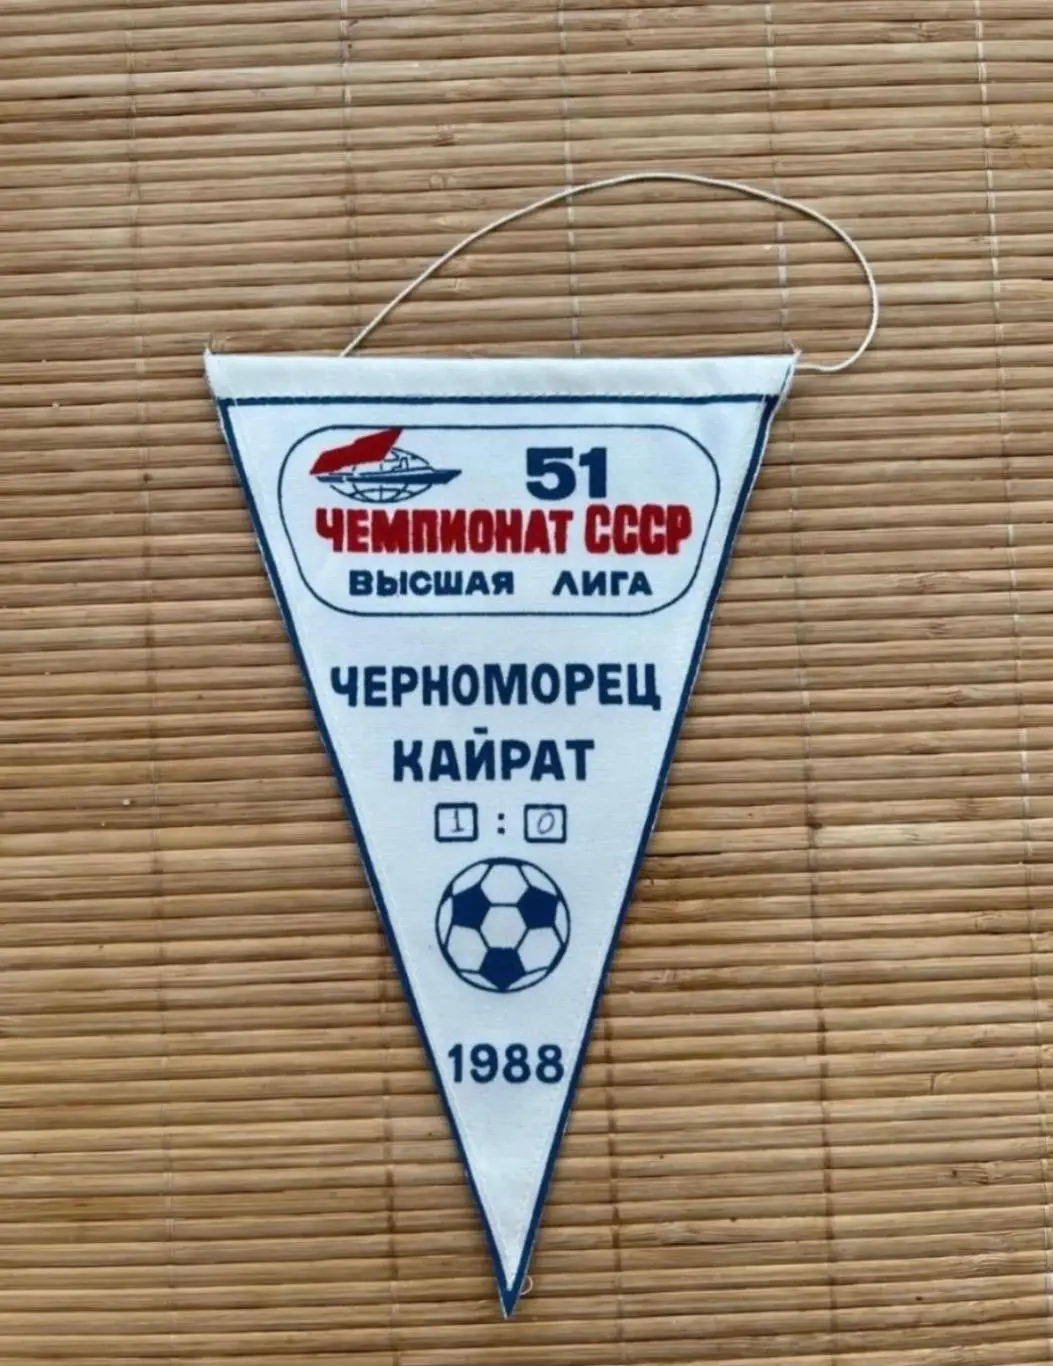 51
ЧЕМПИОНАТ СССР
ВЫСШАЯ ЛИГА
ЧЕРНОМОРЕЦ
КАЙРАТ
1 : 0
1988